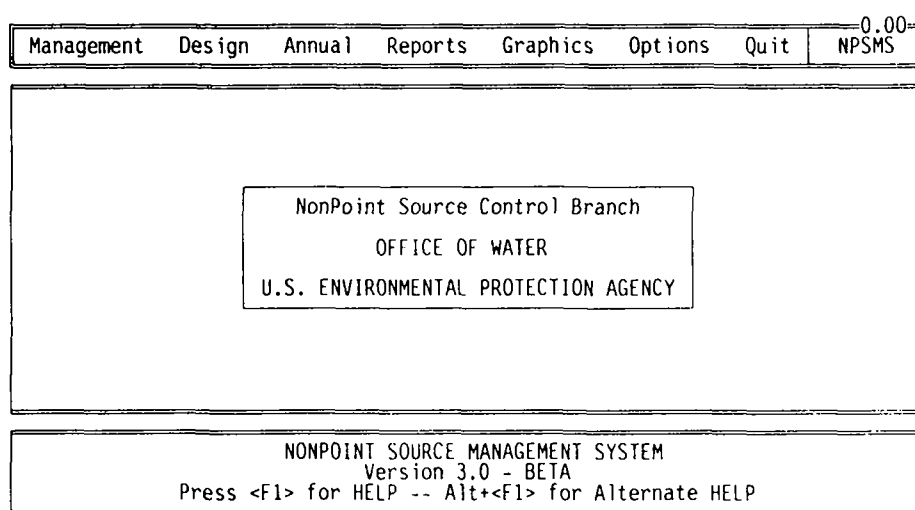 0.00
Management Design Annual Reports Graphics Options Quit NPSMS
NonPoint Source Control Branch
OFFICE OF WATER
U.S. ENVIRONMENTAL PROTECTION AGENCY
NONPOINT SOURCE MANAGEMENT SYSTEM
Version 3.0 - BETA
Press <F1> for HELP -- Alt+<F1> for Alternate HELP